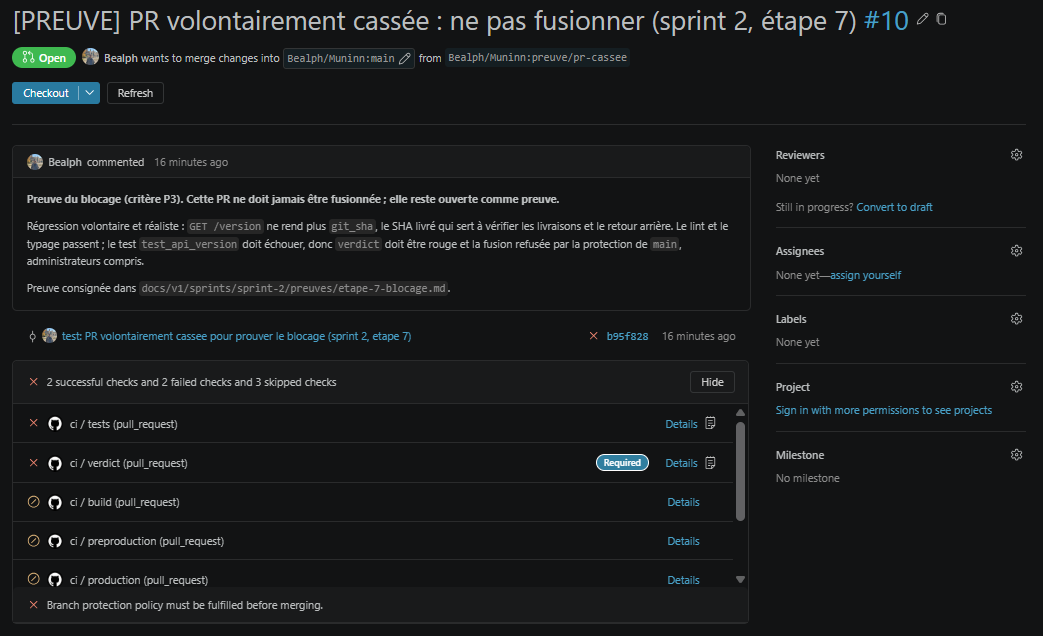 [PREUVE] PR volontairement cassée : ne pas fusionner (sprint 2, étape 7) #10
Open
Bealph wants to merge changes into Bealph/Muninn:main from Bealph/Muninn:preuve/pr-cassee
Checkout
Refresh
Bealph commented 16 minutes ago
Preuve du blocage (critère P3). Cette PR ne doit jamais être fusionnée ; elle reste ouverte comme preuve.
Régression volontaire et réaliste : GET /version ne rend plus git_sha, le SHA livré qui sert à vérifier les livraisons et le retour arrière. Le lint et le
typage passent ; le test test_api_version doit échouer, donc verdict doit être rouge et la fusion refusée par la protection de main,
administrateurs compris.
Preuve consignée dans docs/v1/sprints/sprint-2/preuves/etape-7-blocage.md.
test: PR volontairement cassee pour prouver le blocage (sprint 2, etape 7)
b95f828 16 minutes ago
2 successful checks and 2 failed checks and 3 skipped checks
Hide
ci / tests (pull_request)
Details
ci / verdict (pull_request)
Required
Details
ci / build (pull_request)
Details
ci / preproduction (pull_request)
Details
ci / production (pull_request)
Details
Branch protection policy must be fulfilled before merging.
Reviewers
None yet
Still in progress? Convert to draft
Assignees
None yet—assign yourself
Labels
None yet
Project
Sign in with more permissions to see projects
Milestone
No milestone